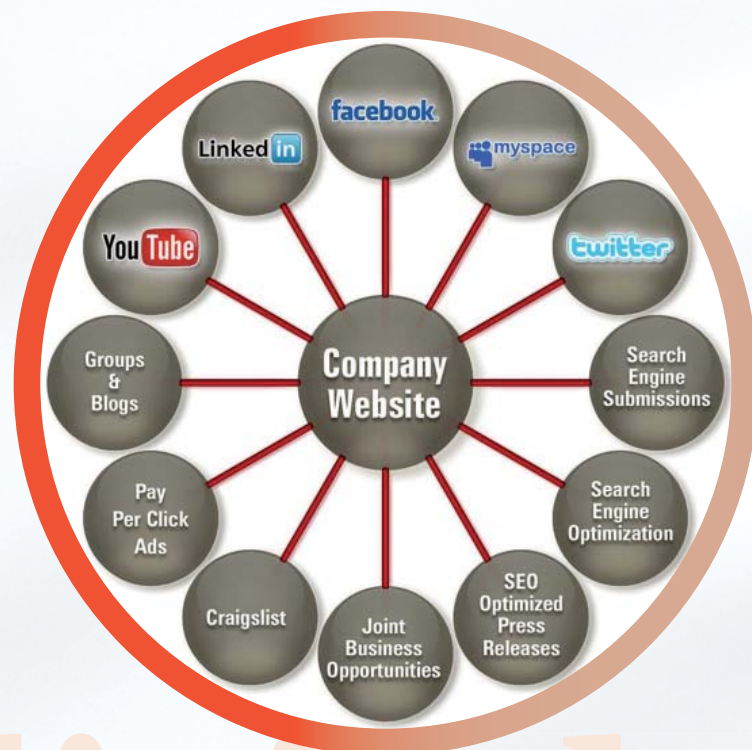 facebook
Linked in
myspace
You Tube
twitter
Groups
&
Blogs
Company
Website
Search
Engine
Submissions
Pay
Per Click
Ads
Search
Engine
Optimization
Craigslist
Joint
Business
Opportunities
SEO
Optimized
Press
Releases